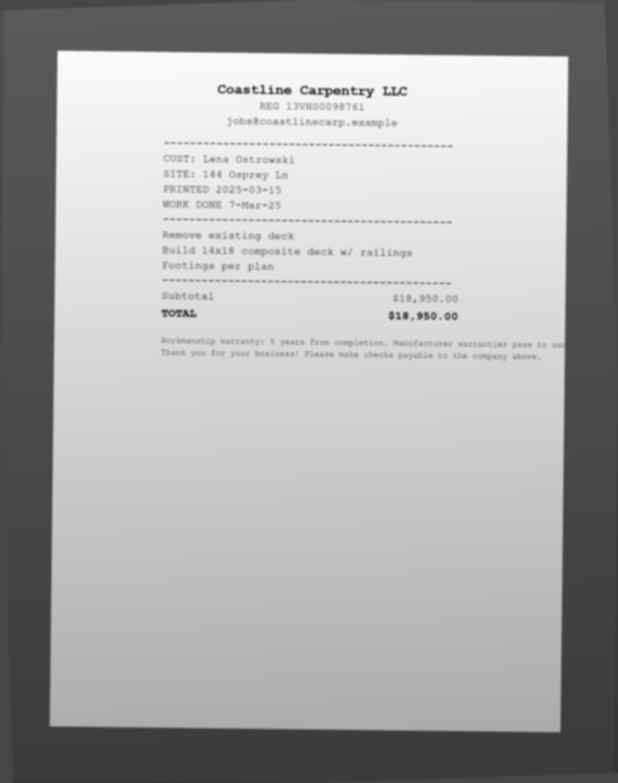 Coastline Carpentry LLC
REG 13VH00098761
jobs@coastlinecarp.example
CUST: Lena Ostrowski
SITE: 144 Osprey Ln
PRINTED 2025-03-15
WORK DONE 7-Mar-25
Remove existing deck
Build 14x18 composite deck w/ railings
Footings per plan
Subtotal $18,950.00
TOTAL $18,950.00
Workmanship warranty: 5 years from completion. Manufacturer warranties pass to
Thank you for your business! Please make checks payable to the company above.